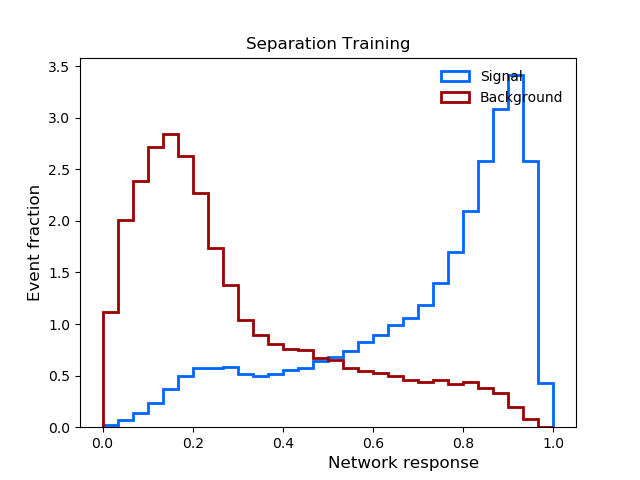 Separation Training
Signal
Background
Event fraction
3.5
3.0
2.5
2.0
1.5
1.0
0.5
0.0
0.0 0.2 0.4 0.6 0.8 1.0
Network response